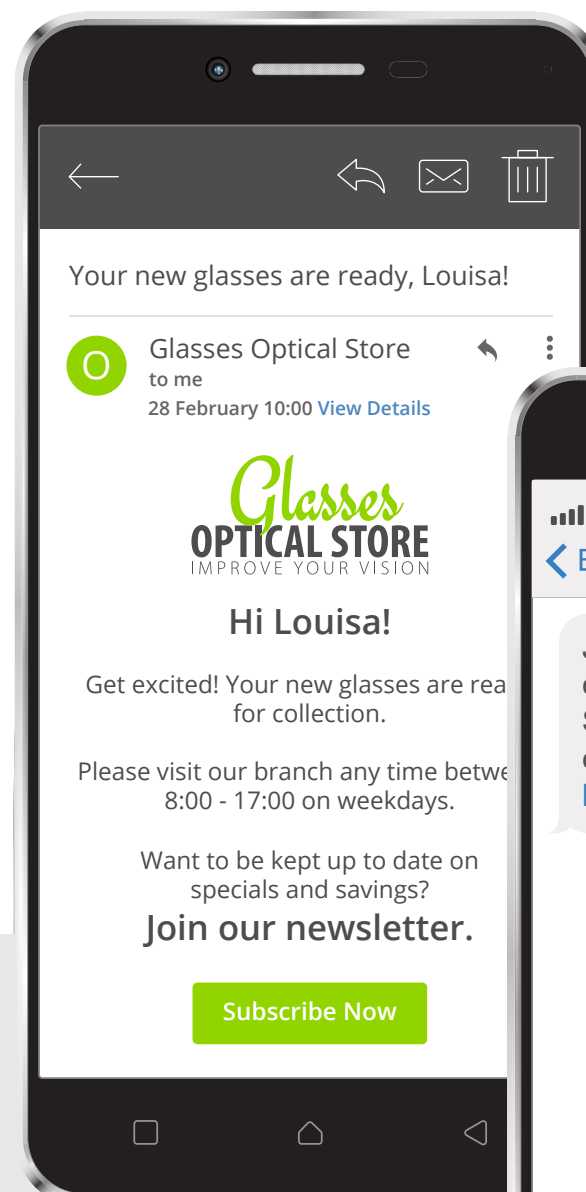 Your new glasses are ready, Louisa!
O
Glasses Optical Store
to me
28 February 10:00 View Details
Glasses
OPTICAL STORE
IMPROVE YOUR VISION
Hi Louisa!
Get excited! Your new glasses are rea
for collection.
Please visit our branch any time betwe
8:00 - 17:00 on weekdays.
Want to be kept up to date on
specials and savings?
Join our newsletter.
Subscribe Now